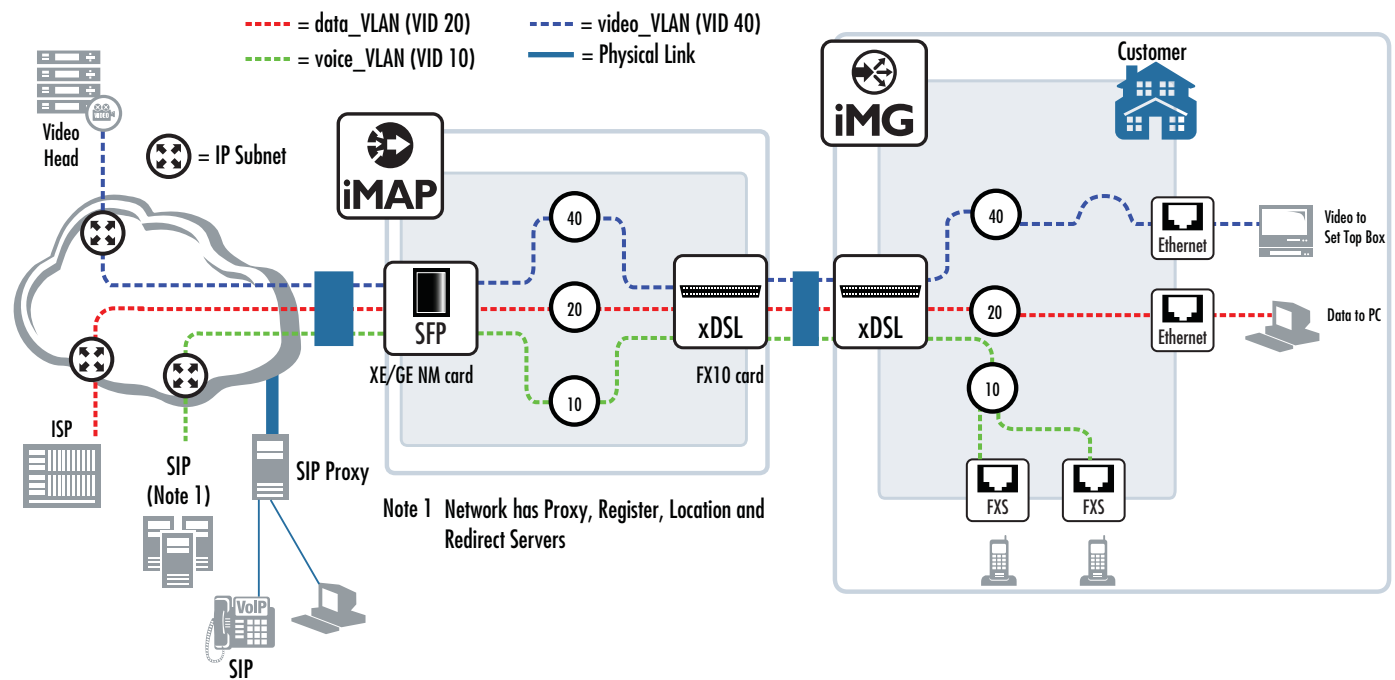 = data_VLAN (VID 20)
= video_VLAN (VID 40)
= voice_VLAN (VID 10)
= Physical Link
Customer
iMG
VIDEO
Video
Head
= IP Subnet
iMAP
40
40
Ethernet
Video to
Set Top Box
20
20
SFP
xDSL
xDSL
Ethernet
Data to PC
XE/GE NM card
FX10 card
10
10
ISP
SIP
(Note 1)
SIP Proxy
FXS
FXS
Note 1 Network has Proxy, Register, Location and
Redirect Servers
VoIP
SIP